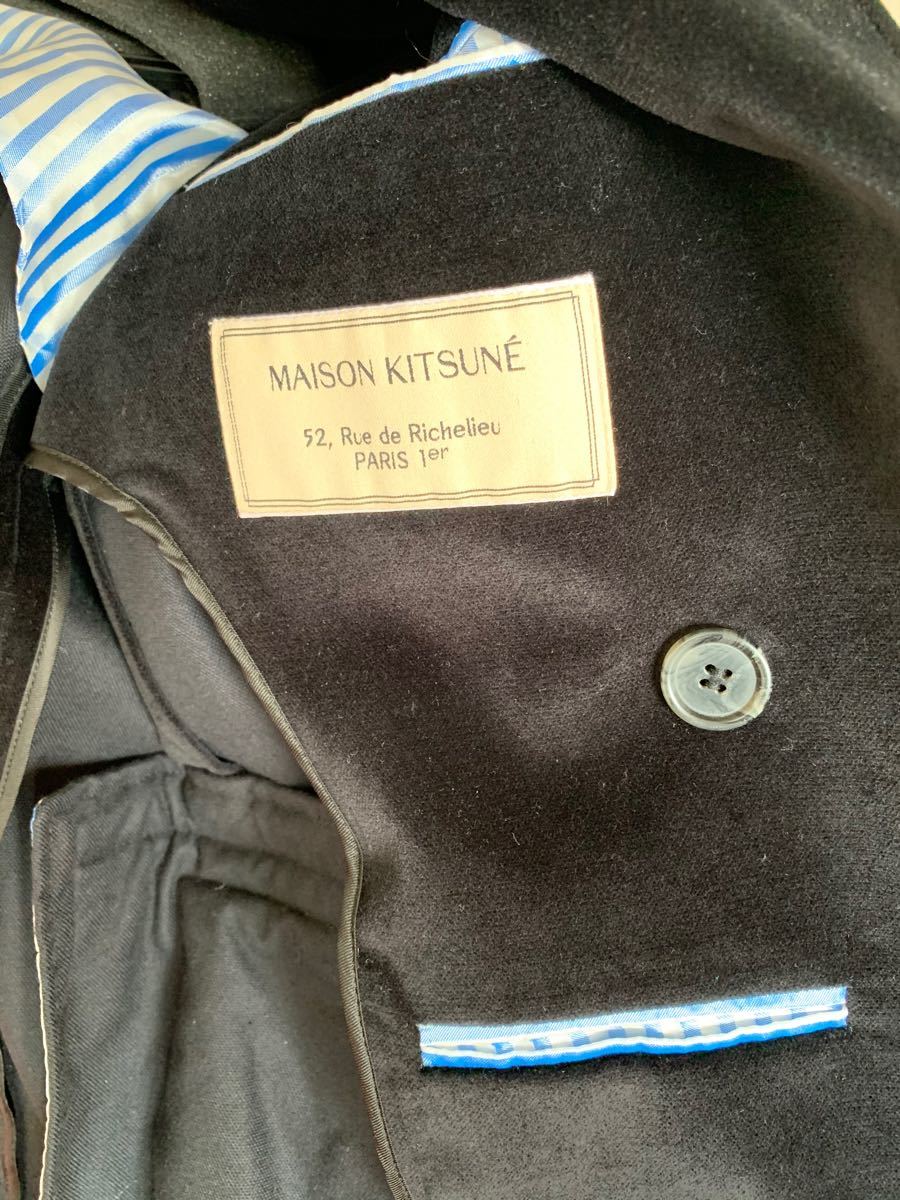 MAISON KITSUNÉ
52, Rue de Richelieu
PARIS 1er